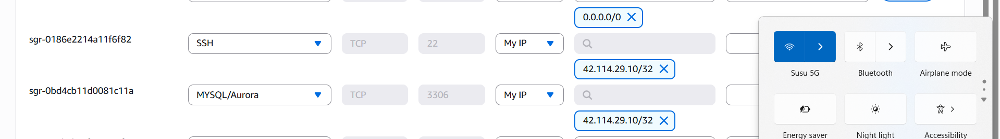 0.0.0.0/0
sgr-0186e2214a11f6f82
SSH
TCP
22
My IP
42.114.29.10/32
sgr-0bd4cb11d0081c11a
MYSQL/Aurora
TCP
3306
My IP
42.114.29.10/32
Susu 5G
Bluetooth
Airplane mode
Energy saver
Night light
Accessibility